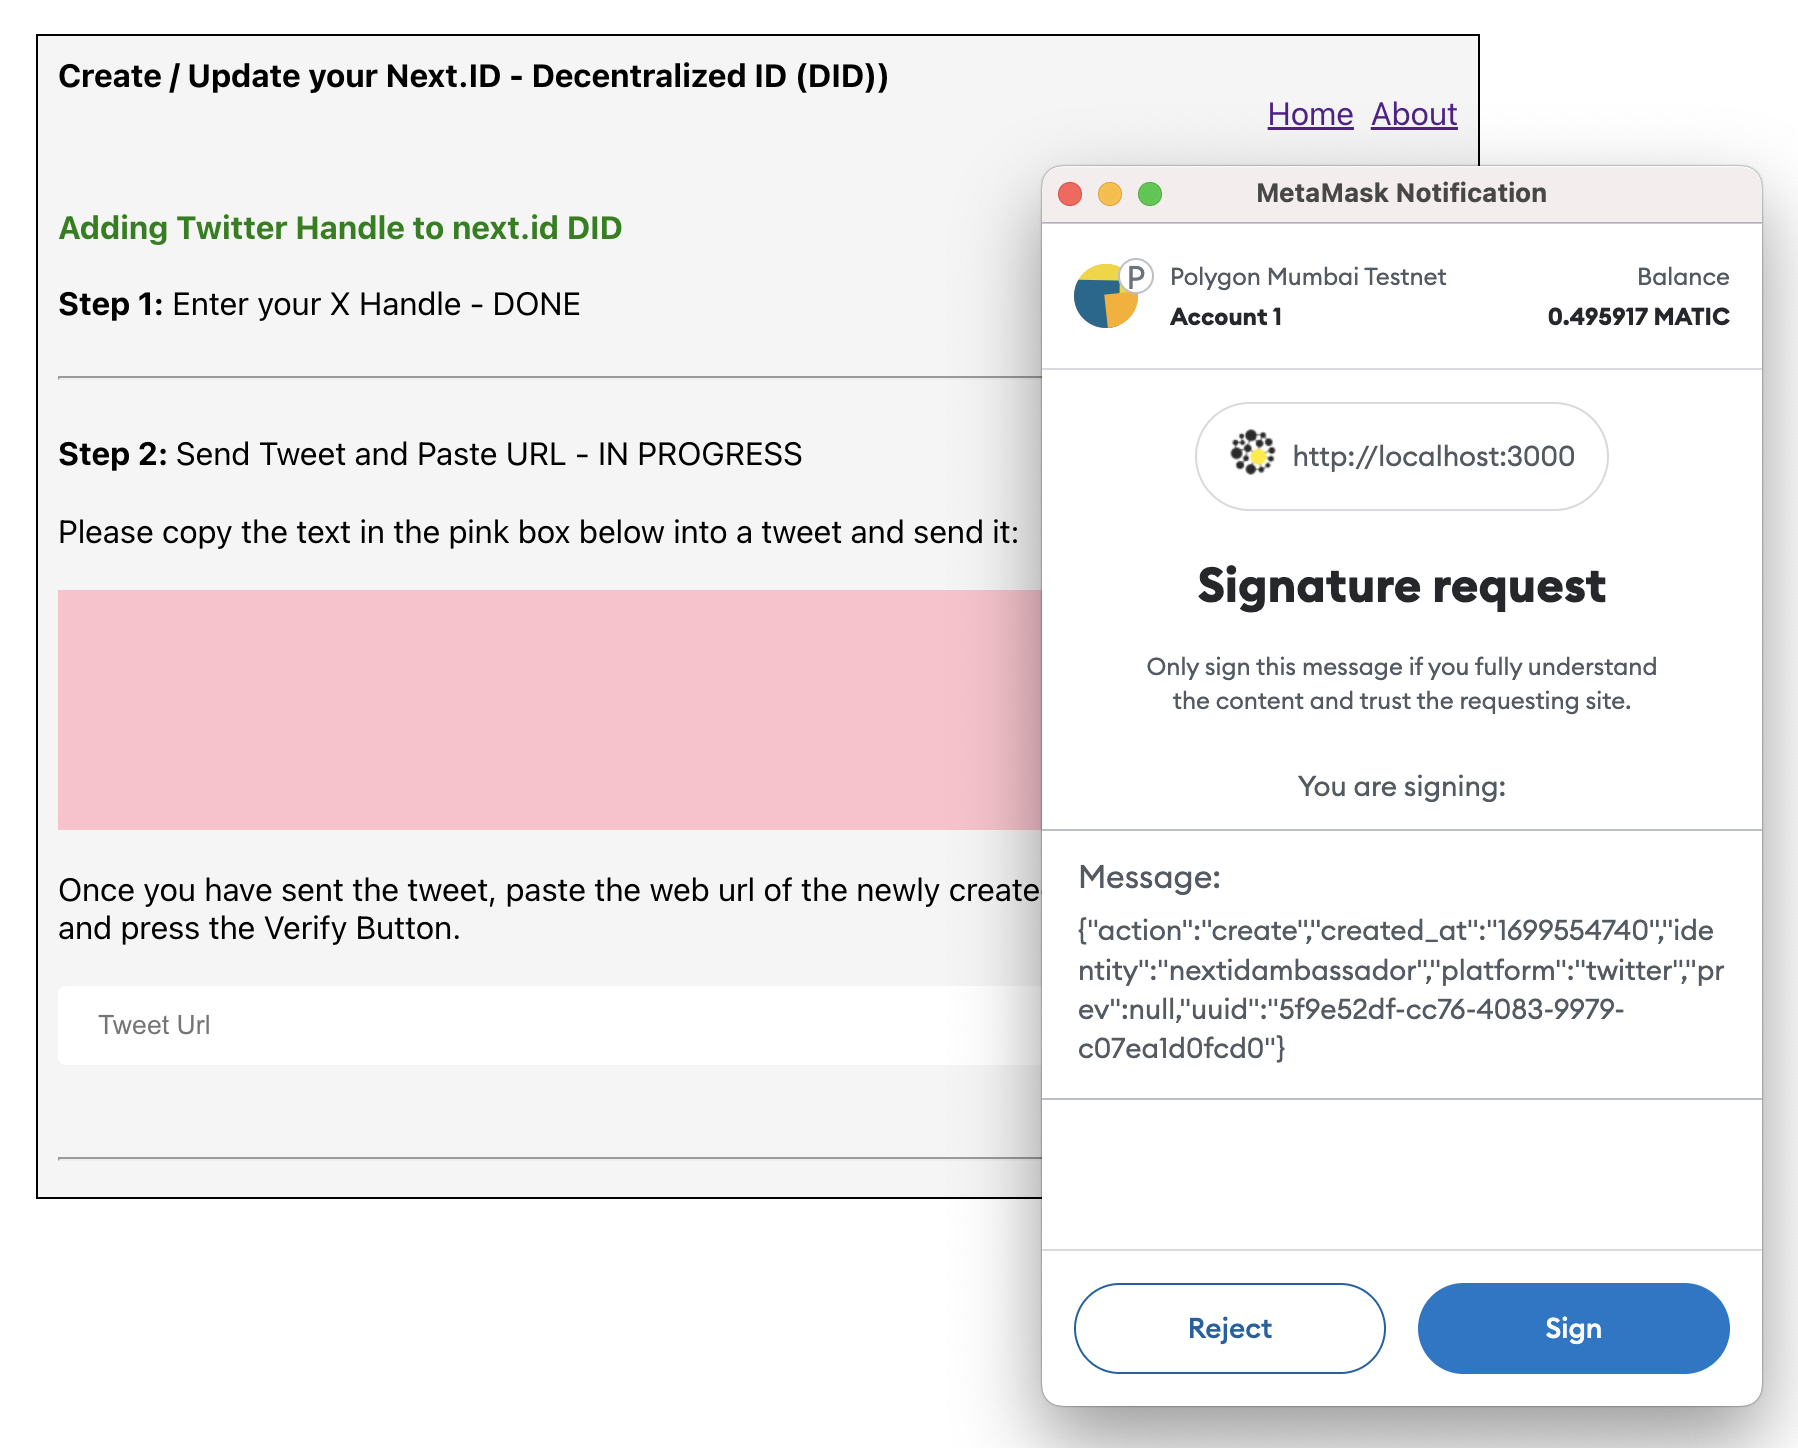 Create / Update your Next.ID - Decentralized ID (DID))
Home About
Adding Twitter Handle to next.id DID
Step 1: Enter your X Handle - DONE
Step 2: Send Tweet and Paste URL - IN PROGRESS
Please copy the text in the pink box below into a tweet and send it:
Once you have sent the tweet, paste the web url of the newly create
and press the Verify Button.
Tweet Url
MetaMask Notification
P
Polygon Mumbai Testnet Balance
Account 1 0.495917 MATIC
http://localhost:3000
Signature request
Only sign this message if you fully understand
the content and trust the requesting site.
You are signing:
Message:
{"action":"create","created_at":"1699554740","ide
ntity":"nextidambassador","platform":"twitter","pr
ev":null,"uuid":"5f9e52df-cc76-4083-9979-
c07ea1d0fcd0"}
Reject Sign